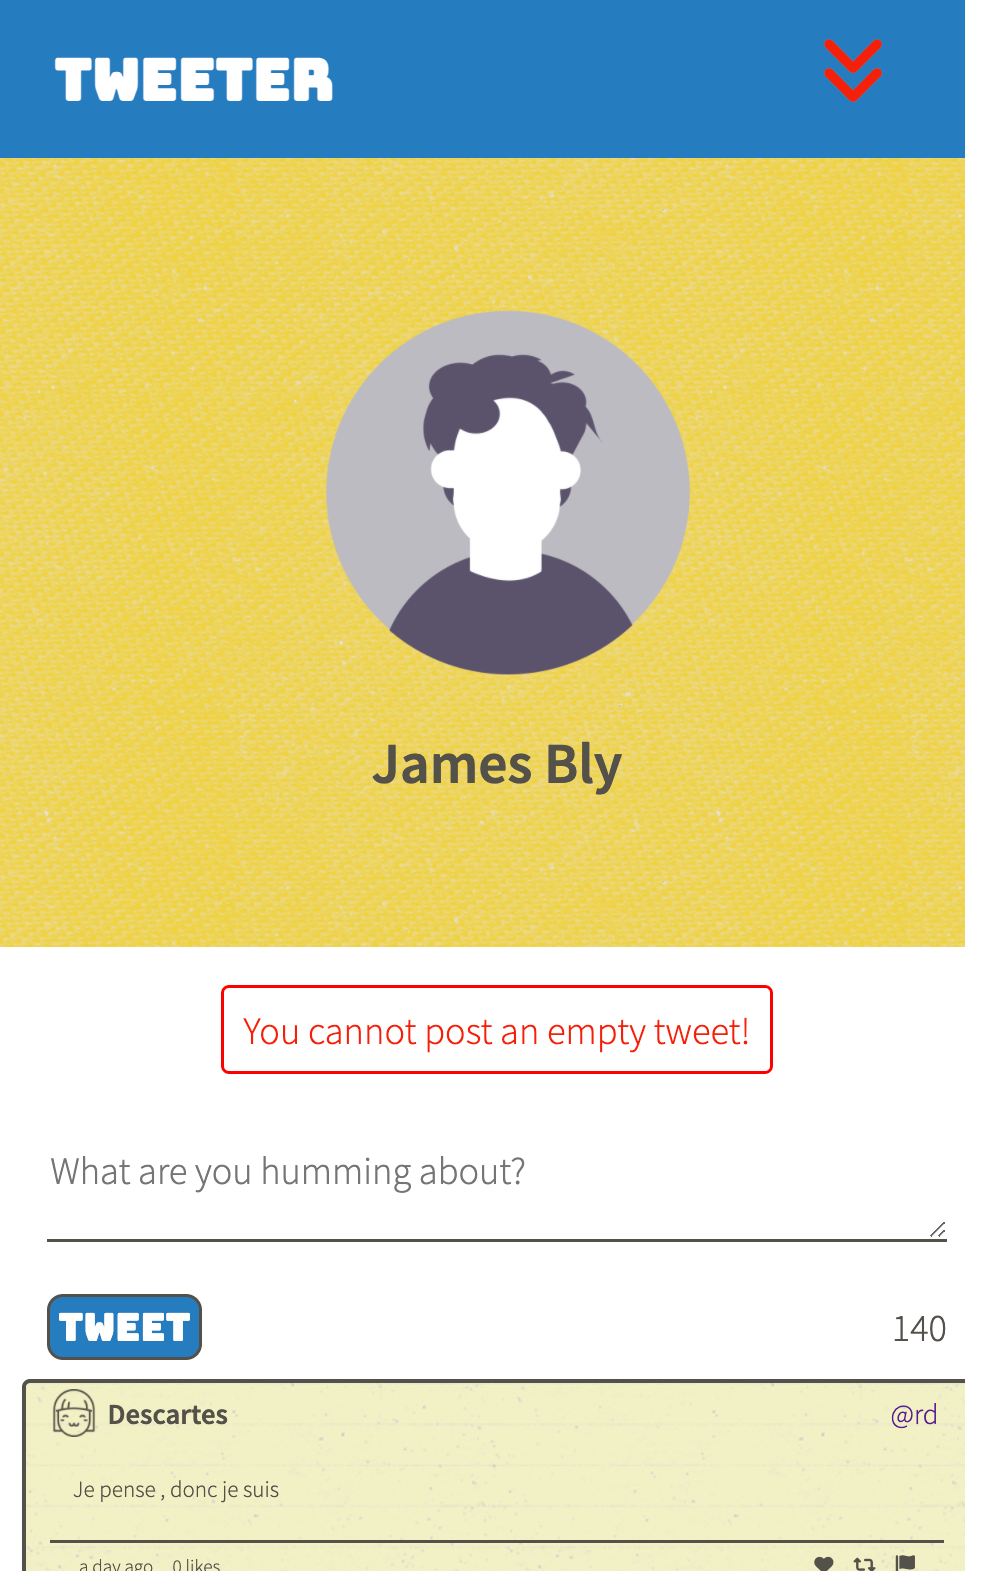 TWEETER
James Bly
You cannot post an empty tweet!
What are you humming about?
TWEET 140
Descartes @rd
Je pense , donc je suis
a day ago 0 likes